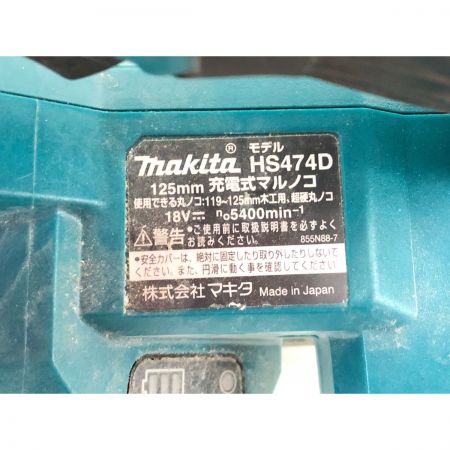 モデル
makita® HS474D
125mm 充電式マルノコ
使用できる丸ノコ:119~125mm木工用、超硬丸ノコ
18V⎓ n₀5400min⁻¹
⚠警告 •ご使用前に取扱説明書を必ずよく
お読みください。 855N88-7
•安全カバーは、絶対に固定したり取り外したりしないで
ください。また、円滑に動く事を確認してください。
株式会社マキタ Made in Japan